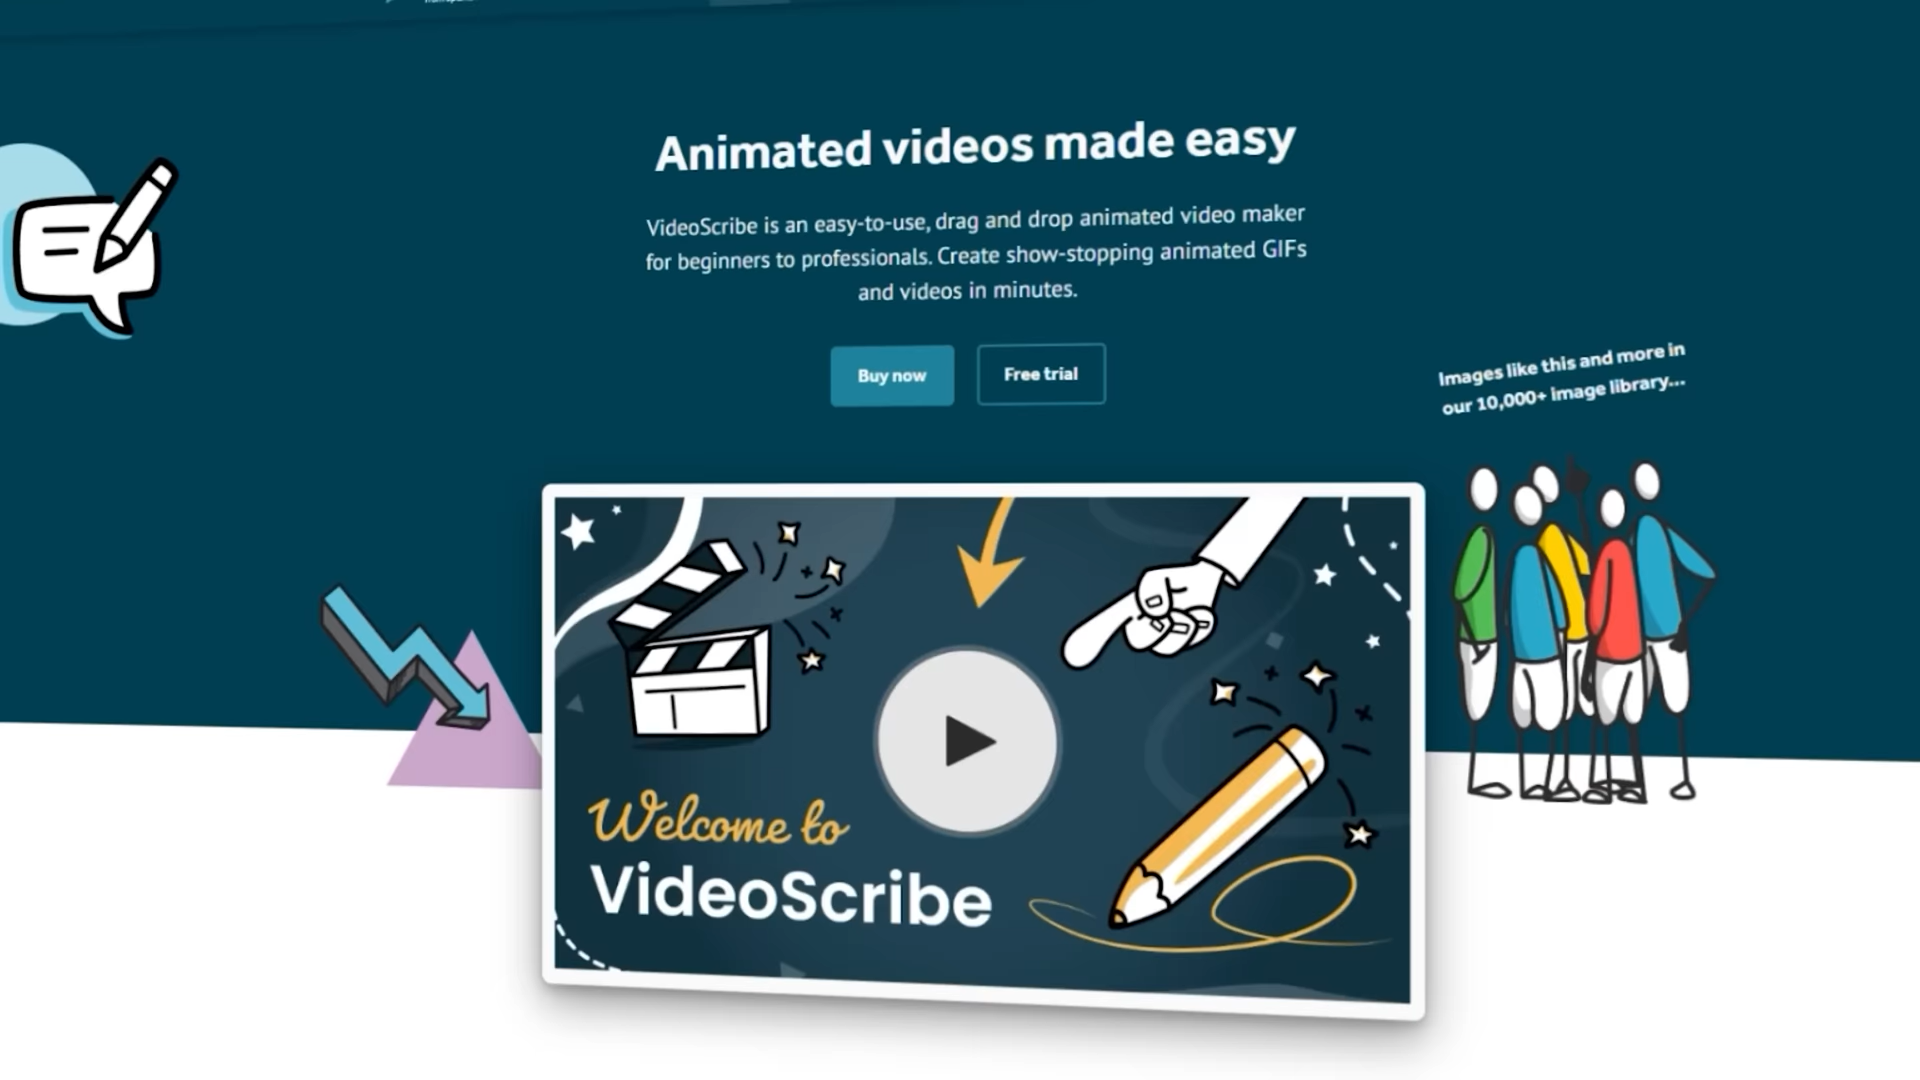 Animated videos made easy
VideoScribe is an easy-to-use, drag and drop animated video maker
for beginners to professionals. Create show-stopping animated GIFs
and videos in minutes.
Buy now
Free trial
Images like this and more in
our 10,000+ image library...
Welcome to
VideoScribe